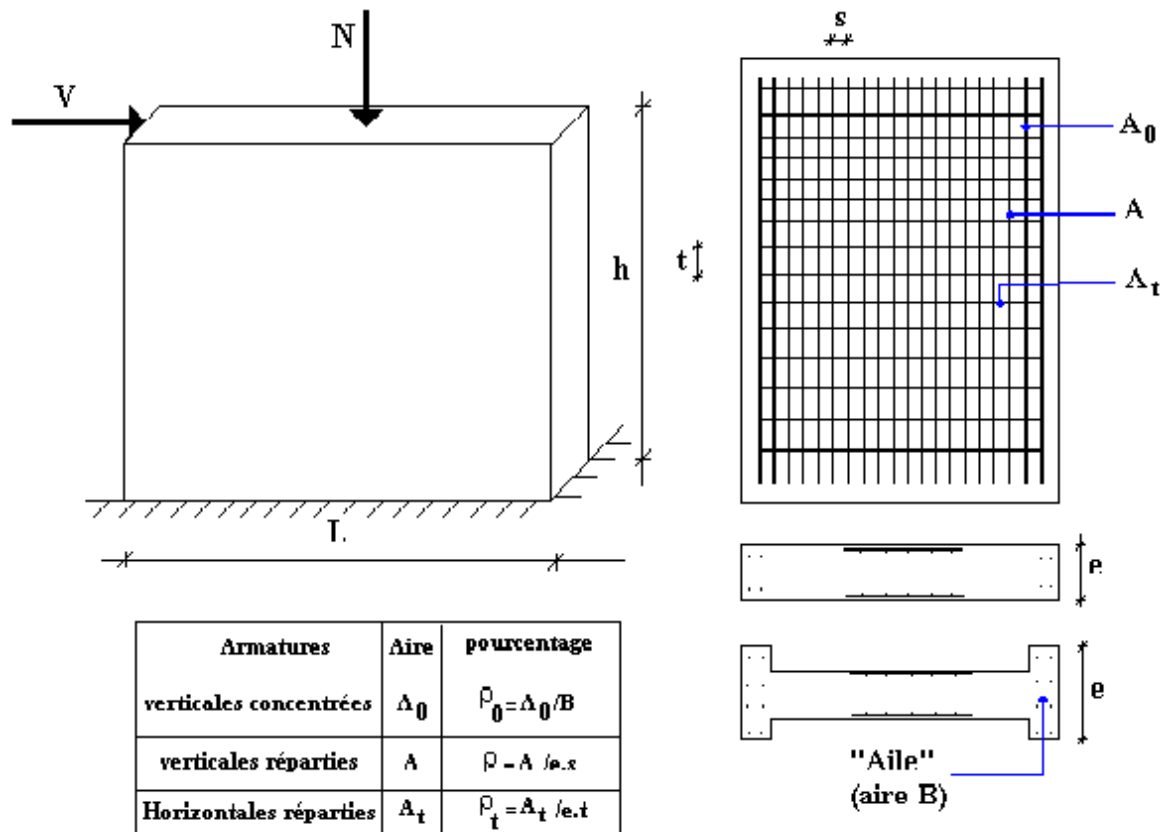 N
V
h
L
s
t
A₀
A
Aₜ
e
e
"Aile"
(aire B)
Armatures Aire pourcentage
verticales concentrées A₀ ρ₀=A₀/B
verticales réparties A ρ=A /e.s
Horizontales réparties Aₜ ρₜ=Aₜ/e.t